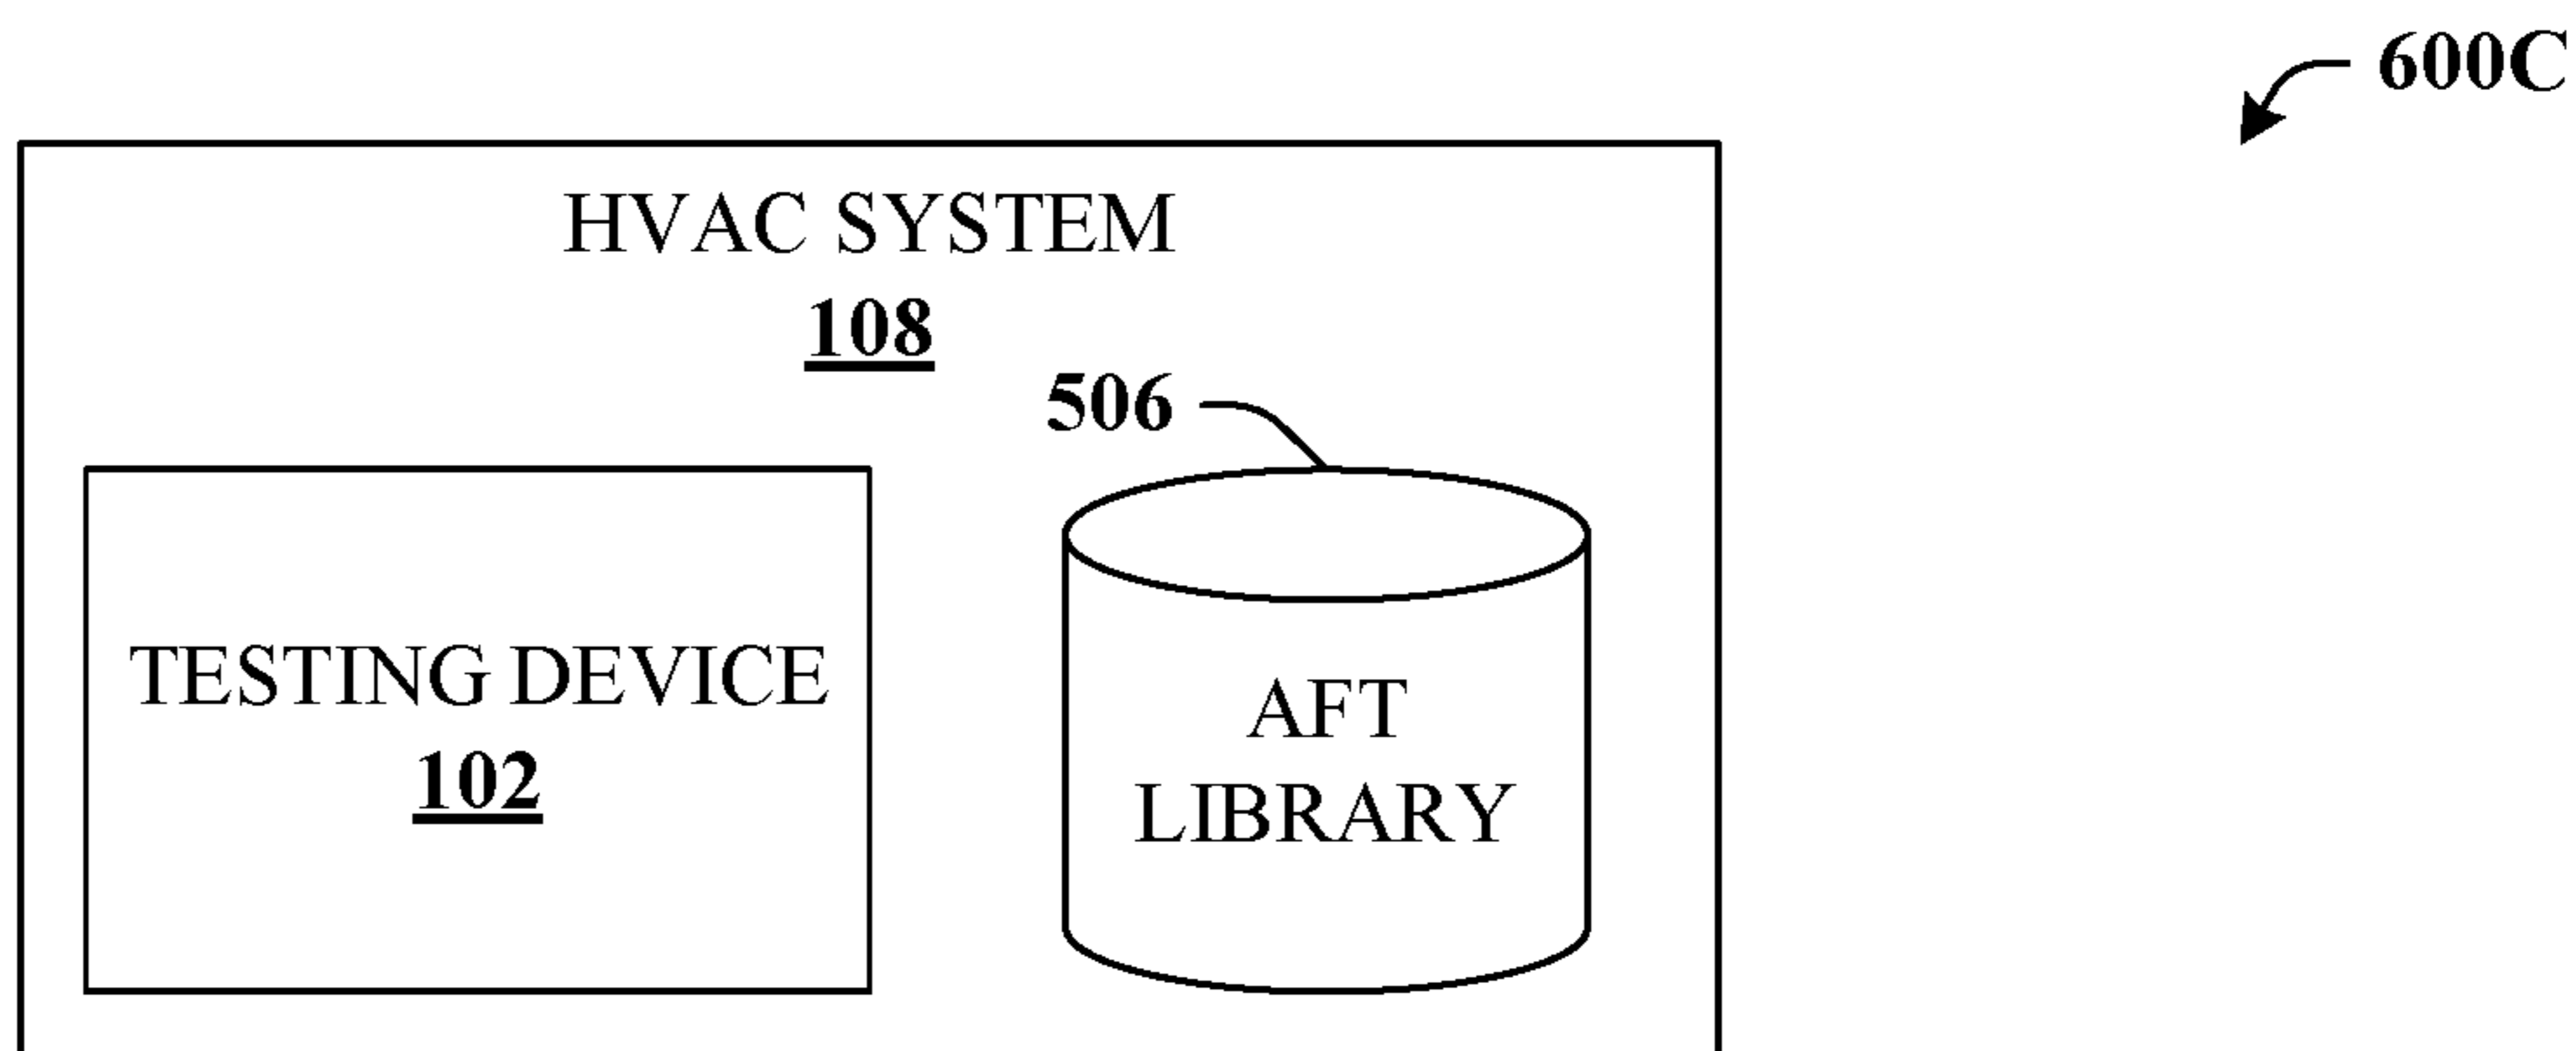 600C
HVAC SYSTEM
108
506
TESTING DEVICE
102
AFT
LIBRARY